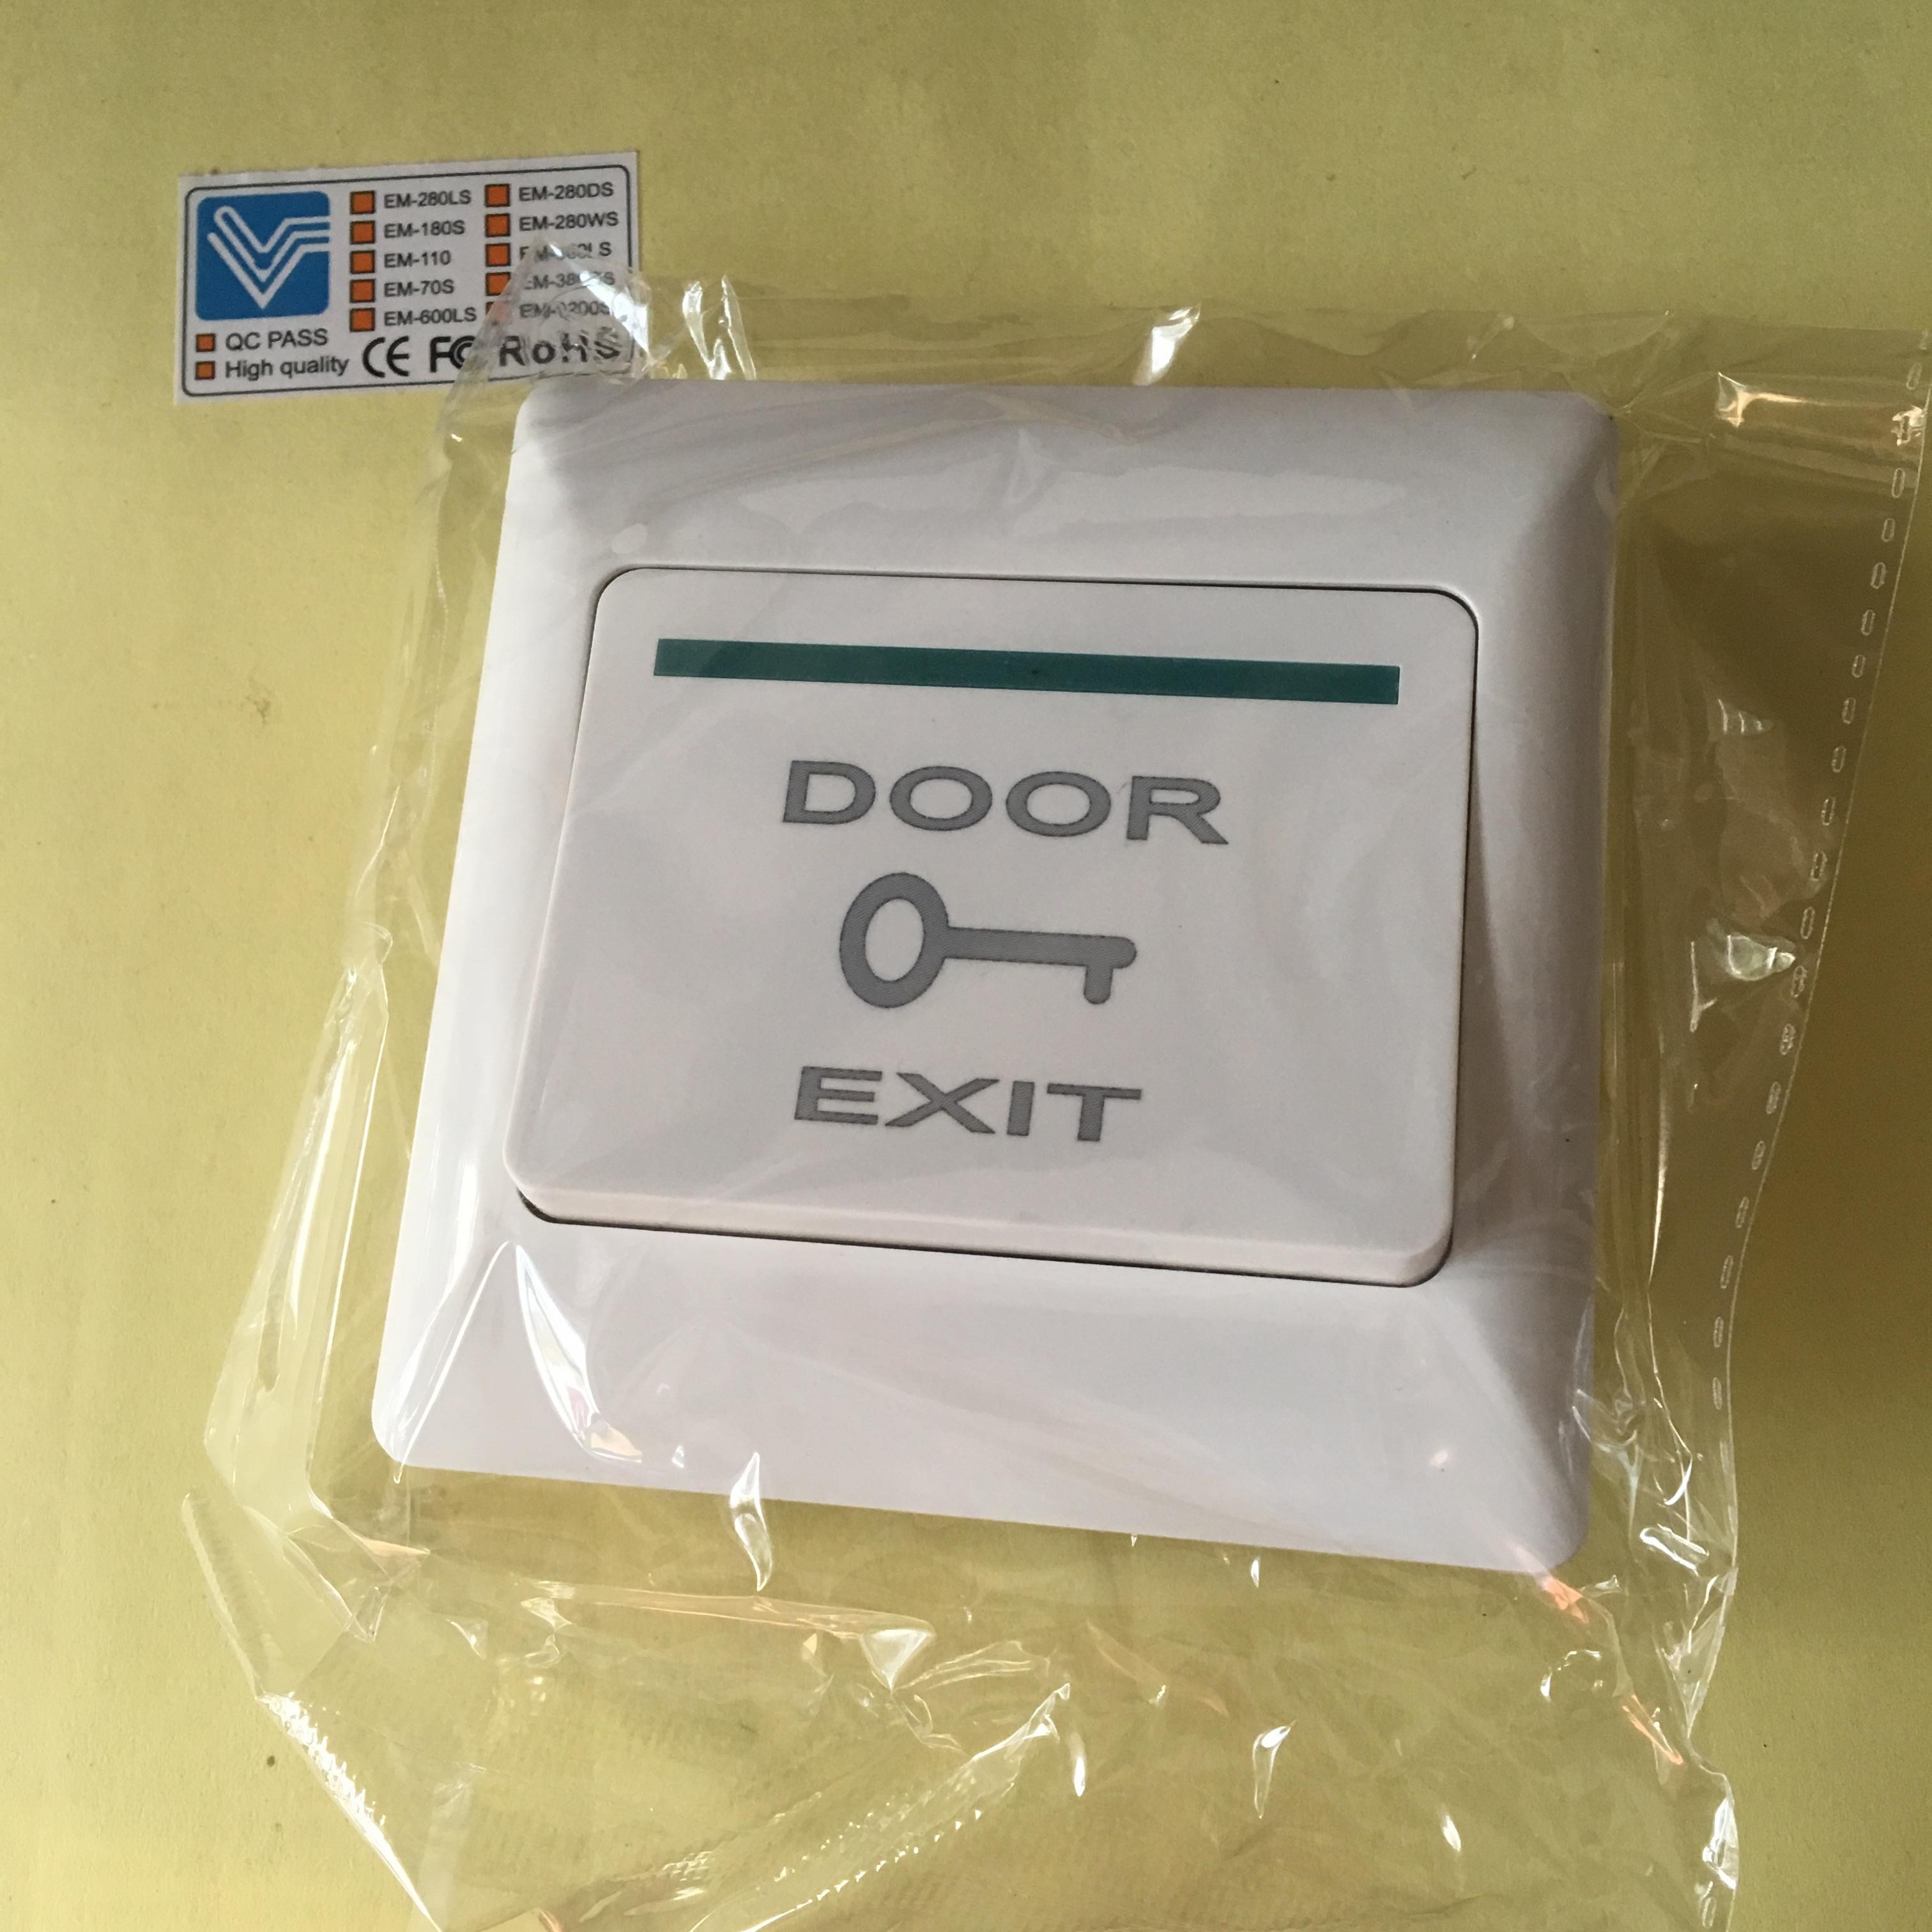 EM-280LS EM-280DS
EM-180S EM-280WS
EM-110
EM-70S
EM-600LS
QC PASS
High quality
CE FC RoHS
DOOR
EXIT